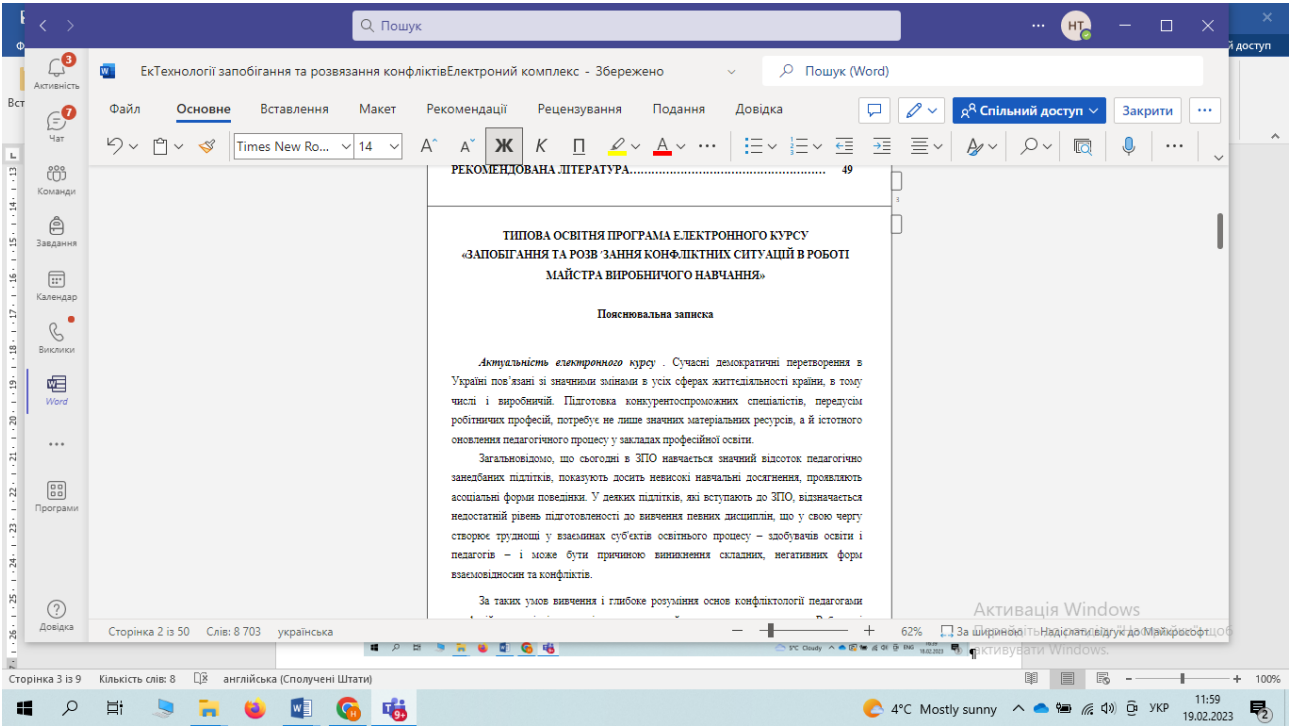 Пошук
НТ
доступ
Активність
3
Чат
7
Команди
Завдання
Календар
Виклики
Word
Програми
Довідка
ЕкТехнології запобігання та розвязання конфліктівЕлектроний комплекс - Збережено
Пошук (Word)
Файл Основне Вставлення Макет Рекомендації Рецензування Подання Довідка
Спільний доступ
Закрити
Times New Ro... 14 Ж К П А
РЕКОМЕНДОВАНА ЛІТЕРАТУРА………………………………………………… 49
ТИПОВА ОСВІТНЯ ПРОГРАМА ЕЛЕКТРОННОГО КУРСУ
«ЗАПОБІГАННЯ ТА РОЗВ 'ЗАННЯ КОНФЛІКТНИХ СИТУАЦІЙ В РОБОТІ
МАЙСТРА ВИРОБНИЧОГО НАВЧАННЯ»
Пояснювальна записка
Актуальність електронного курсу . Сучасні демократичні перетворення в
Україні пов'язані зі значними змінами в усіх сферах життєдіяльності країни, в тому
числі і виробничій. Підготовка конкурентоспроможних спеціалістів, передусім
робітничих професій, потребує не лише значних матеріальних ресурсів, а й істотного
оновлення педагогічного процесу у закладах професійної освіти.
Загальновідомо, що сьогодні в ЗПО навчається значний відсоток педагогічно
занедбаних підлітків, показують досить невисокі навчальні досягнення, проявляють
асоціальні форми поведінки. У деяких підлітків, які вступають до ЗПО, відзначається
недостатній рівень підготовленості до вивчення певних дисциплін, що у свою чергу
створює труднощі у взаєминах суб'єктів освітнього процесу – здобувачів освіти і
педагогів – і може бути причиною виникнення складних, негативних форм
взаємовідносин та конфліктів.
За таких умов вивчення і глибоке розуміння основ конфліктології педагогами
Активація Windows
активувати Windows.
Сторінка 2 із 50 Слів: 8 703 українська
62% За шириною Надіслати відгук до Майкрософт
Сторінка 3 із 9 Кількість слів: 8 англійська (Сполучені Штати)
100%
9+
4°C Mostly sunny
УКР
11:59
19.02.2023
2